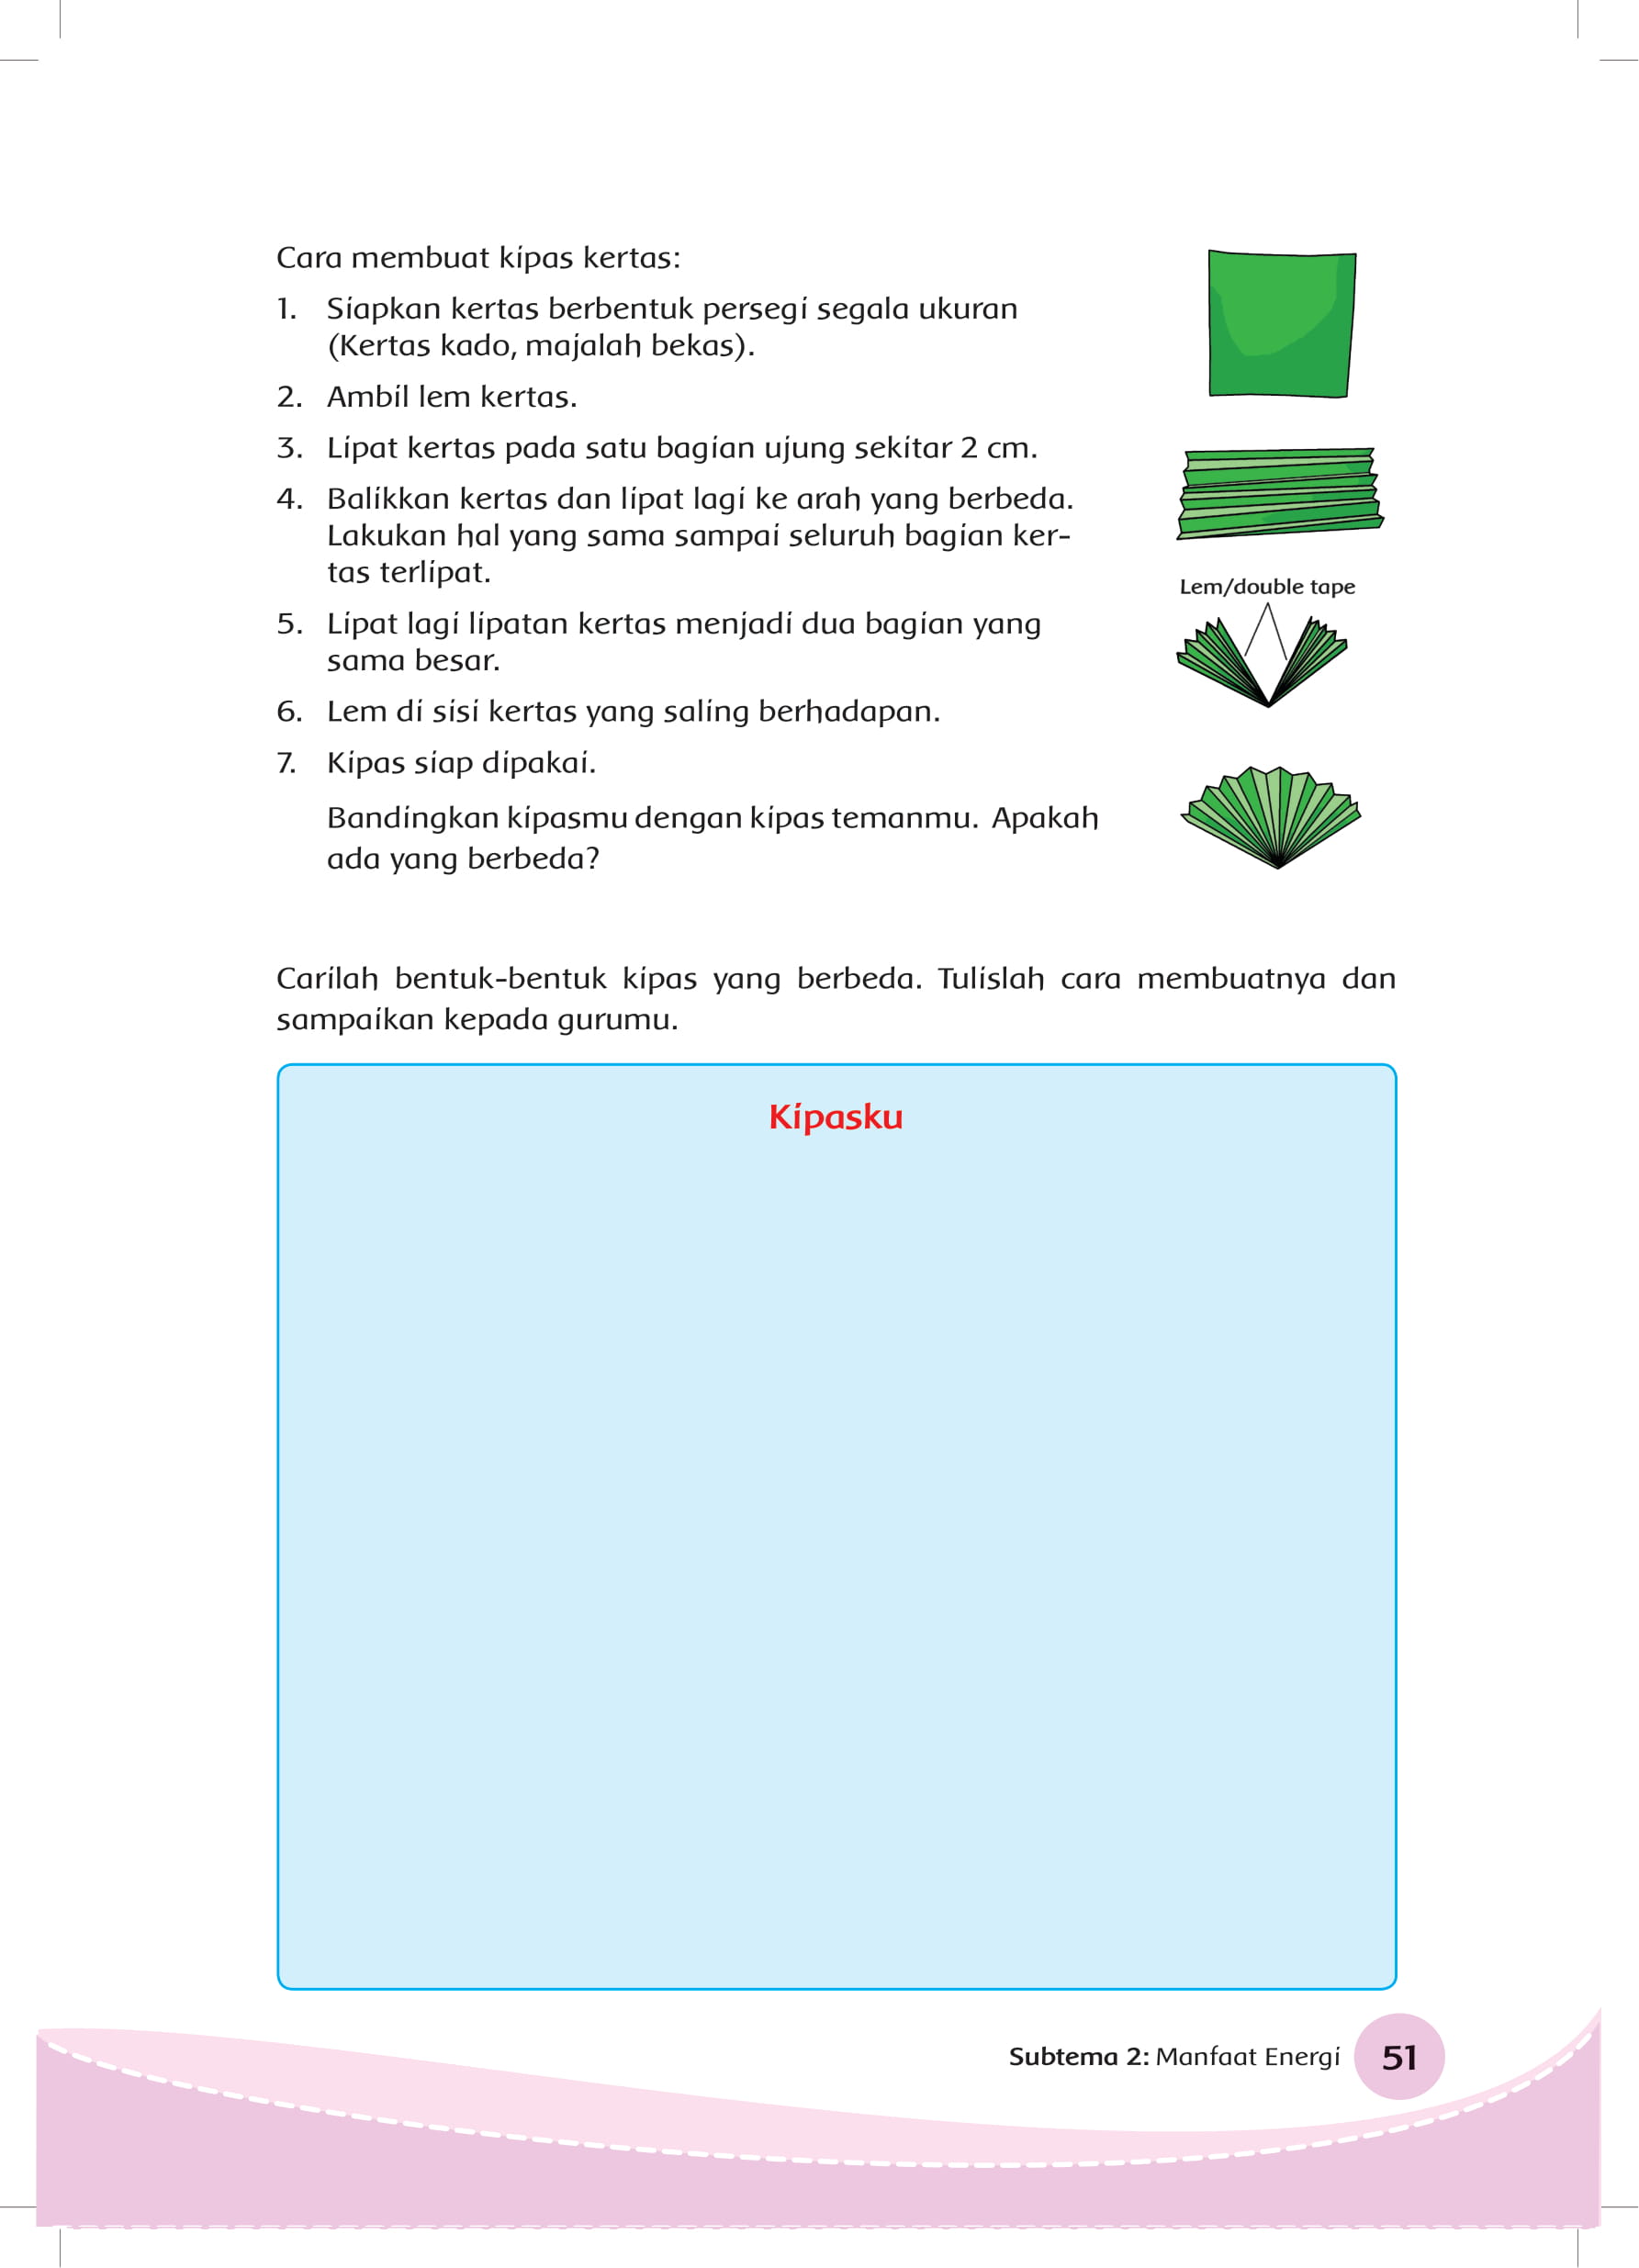 Cara membuat kipas kertas:
1. Siapkan kertas berbentuk persegi segala ukuran
(Kertas kado, majalah bekas).
2. Ambil lem kertas.
3. Lipat kertas pada satu bagian ujung sekitar 2 cm.
4. Balikkan kertas dan lipat lagi ke arah yang berbeda.
Lakukan hal yang sama sampai seluruh bagian ker-
tas terlipat.
Lem/double tape
5. Lipat lagi lipatan kertas menjadi dua bagian yang
sama besar.
6. Lem di sisi kertas yang saling berhadapan.
7. Kipas siap dipakai.
Bandingkan kipasmu dengan kipas temanmu. Apakah
ada yang berbeda?
Carilah bentuk-bentuk kipas yang berbeda. Tulislah cara membuatnya dan
sampaikan kepada gurumu.
Kipasku
Subtema 2: Manfaat Energi 51